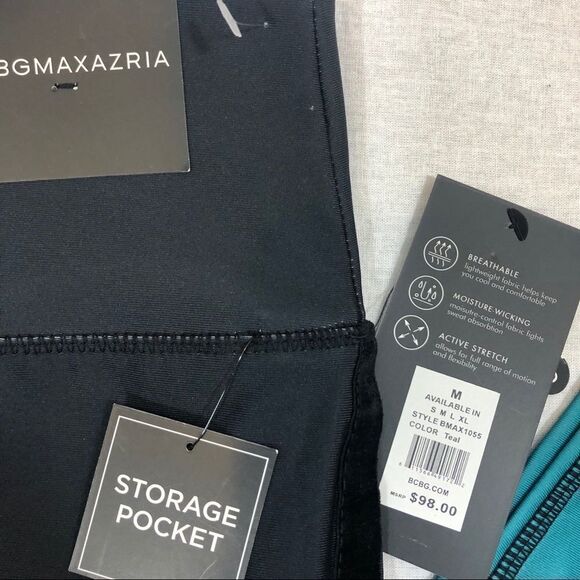 BGMAXAZRIA
BREATHABLE
lightweight fabric helps keep
you cool and comfortable
MOISTURE WICKING
moisutre-control fabric fights
sweat absorbtion
ACTIVE STRETCH
allows for full range of motion
and flexibility
M
AVAILABLE IN
S M L XL
STYLE BMAX1055
COLOR Teal
BCBG.COM
MSRP $98.00
STORAGE
POCKET